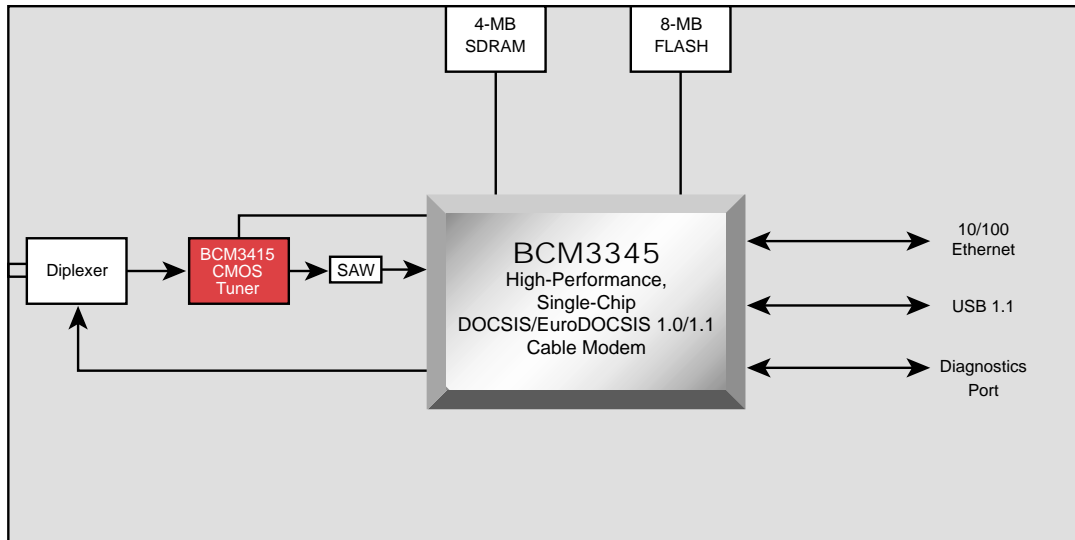 4-MB
SDRAM
8-MB
FLASH
Diplexer
BCM3415
CMOS
Tuner
SAW
BCM3345
High-Performance,
Single-Chip
DOCSIS/EuroDOCSIS 1.0/1.1
Cable Modem
10/100
Ethernet
USB 1.1
Diagnostics
Port